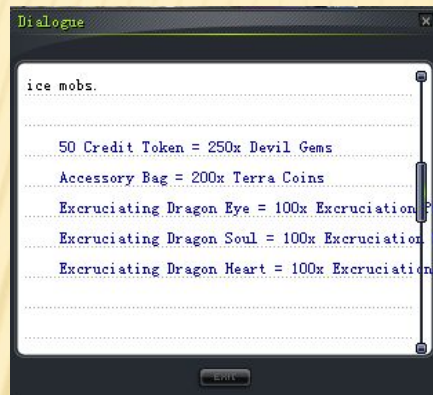 Dialogue
ice mobs.
50 Credit Token = 250x Devil Gems
Accessory Bag = 200x Terra Coins
Excruciating Dragon Eye = 100x Excruciation
Excruciating Dragon Soul = 100x Excruciation
Excruciating Dragon Heart = 100x Excruciation
Exit